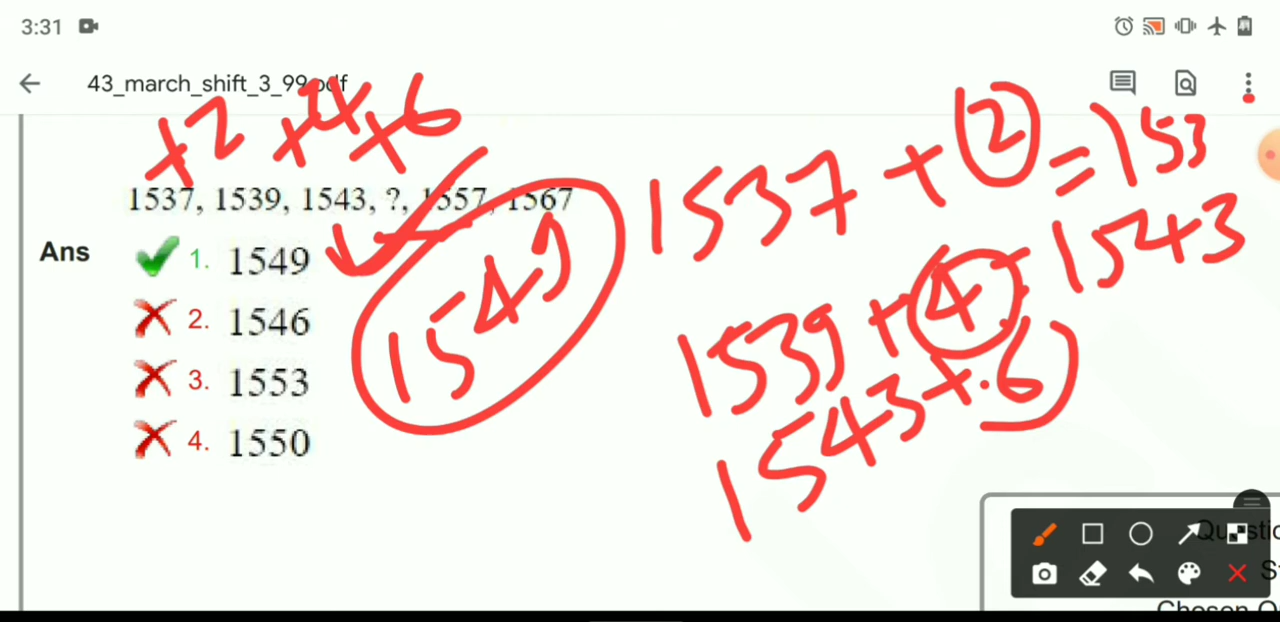 3:31
43_march_shift_3_99.pdf
+2 +4 +6
1537, 1539, 1543, ?, 1557, 1567
Ans 1. 1549
2. 1546
3. 1553
4. 1550
1549
1537 + 2 = 153
1539 + 4 = 1543
1543 + 6